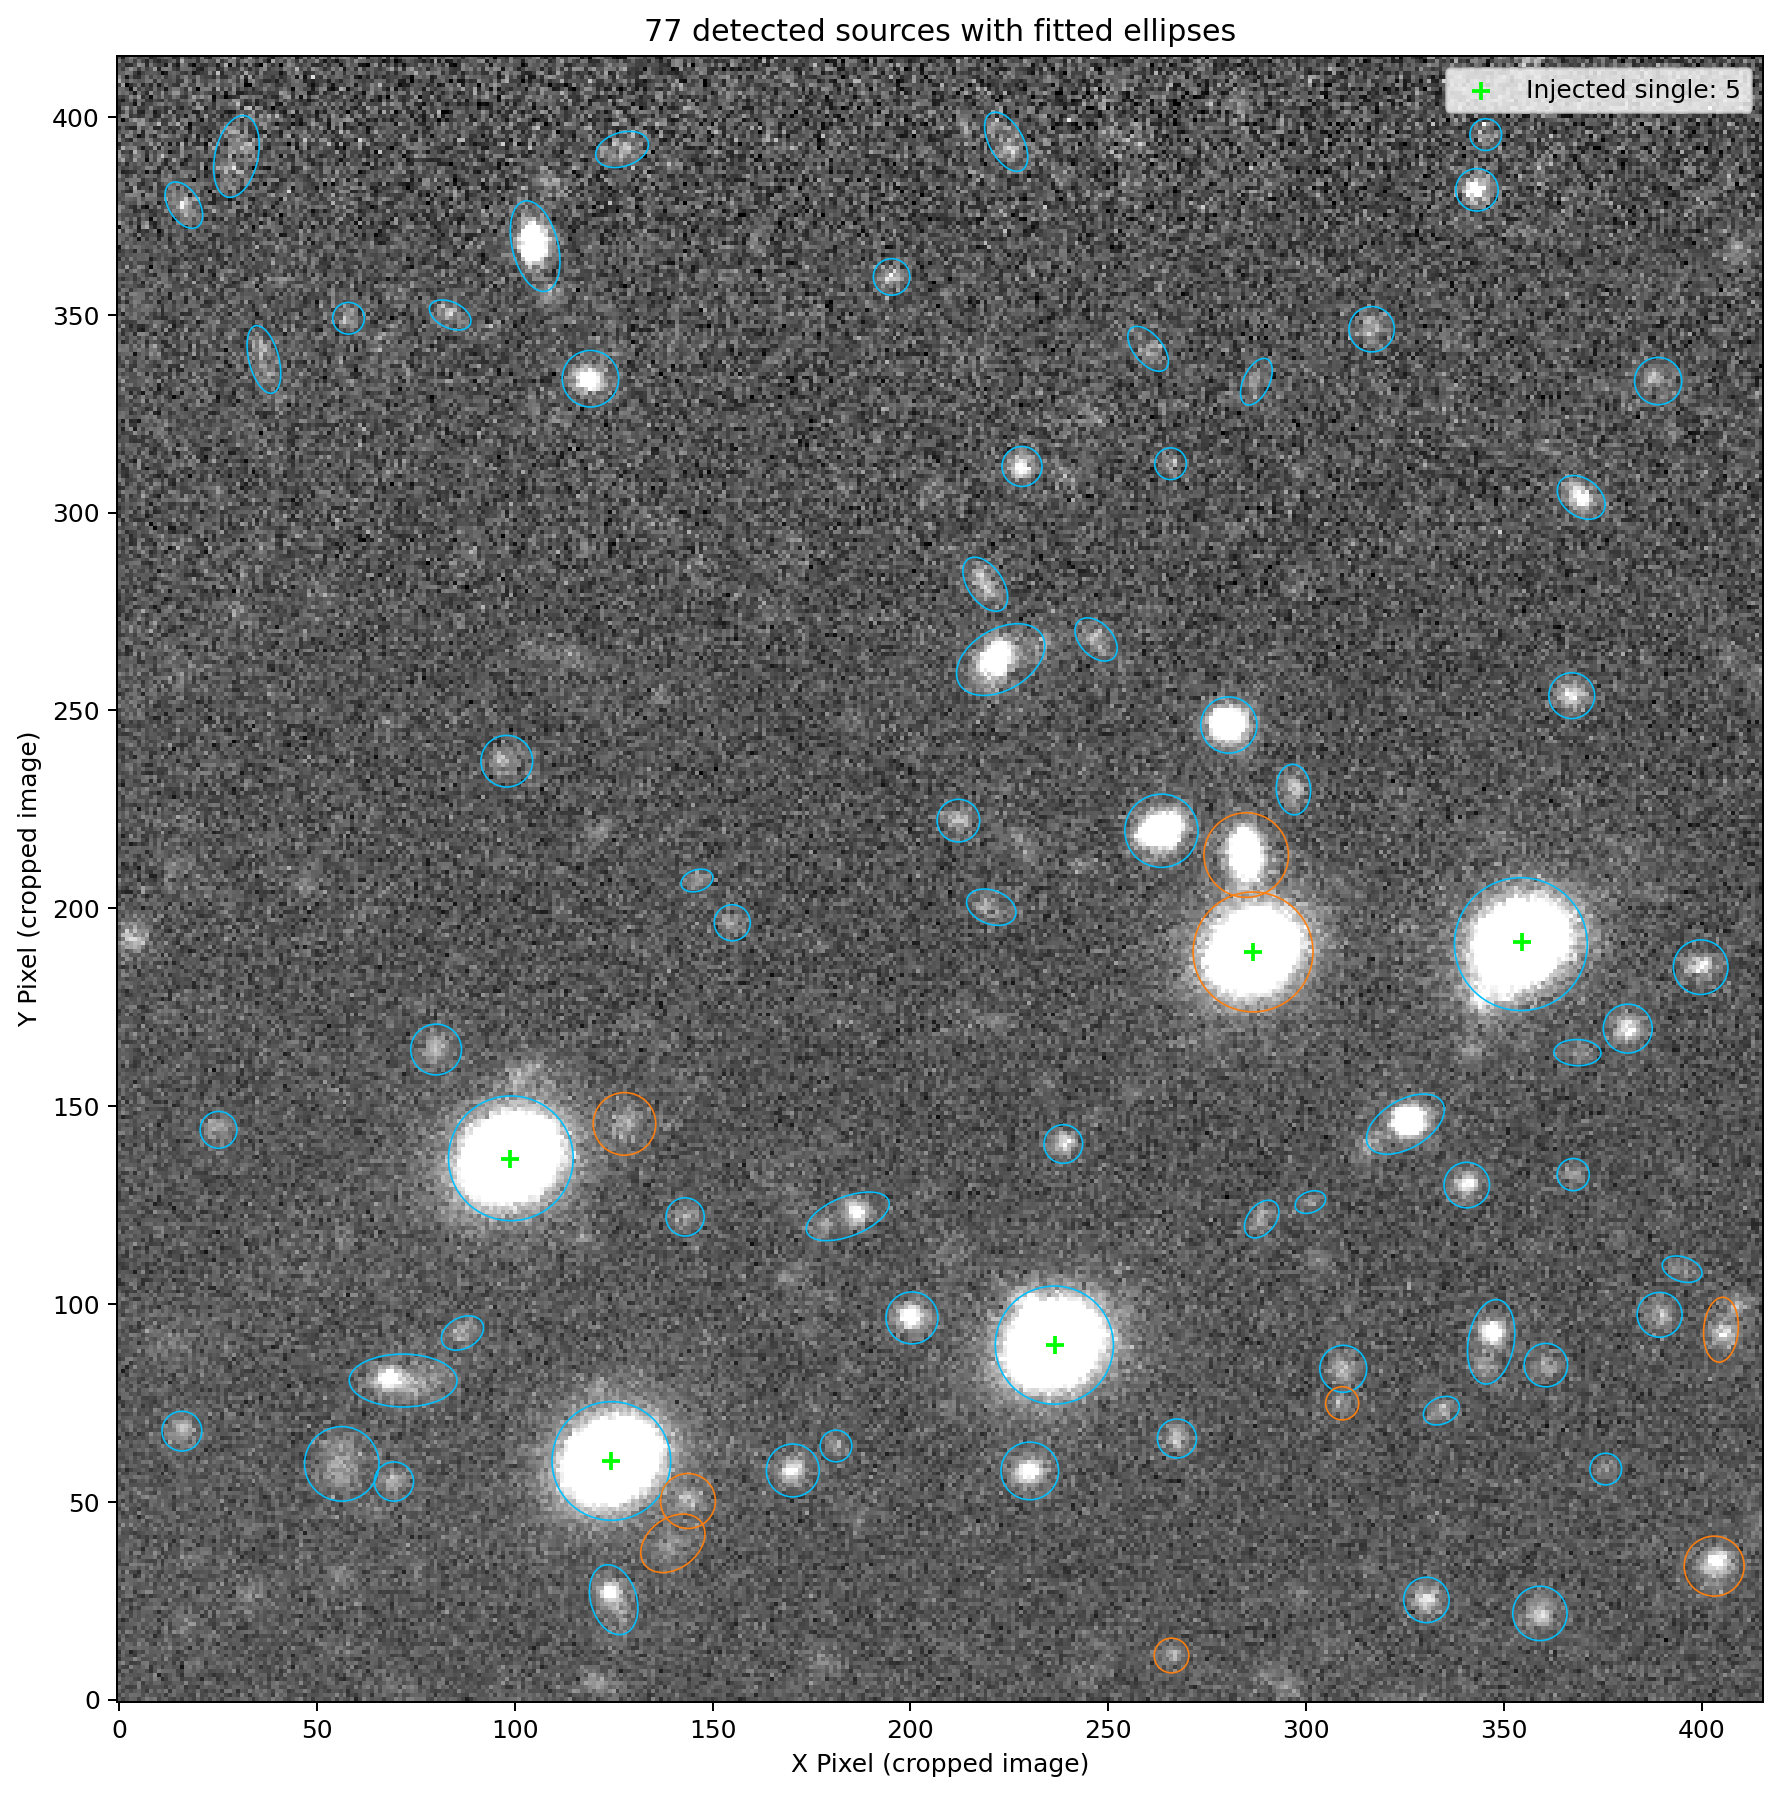 77 detected sources with fitted ellipses
Injected single: 5
400
350
300
250
200
150
100
50
0
Y Pixel (cropped image)
0 50 100 150 200 250 300 350 400
X Pixel (cropped image)